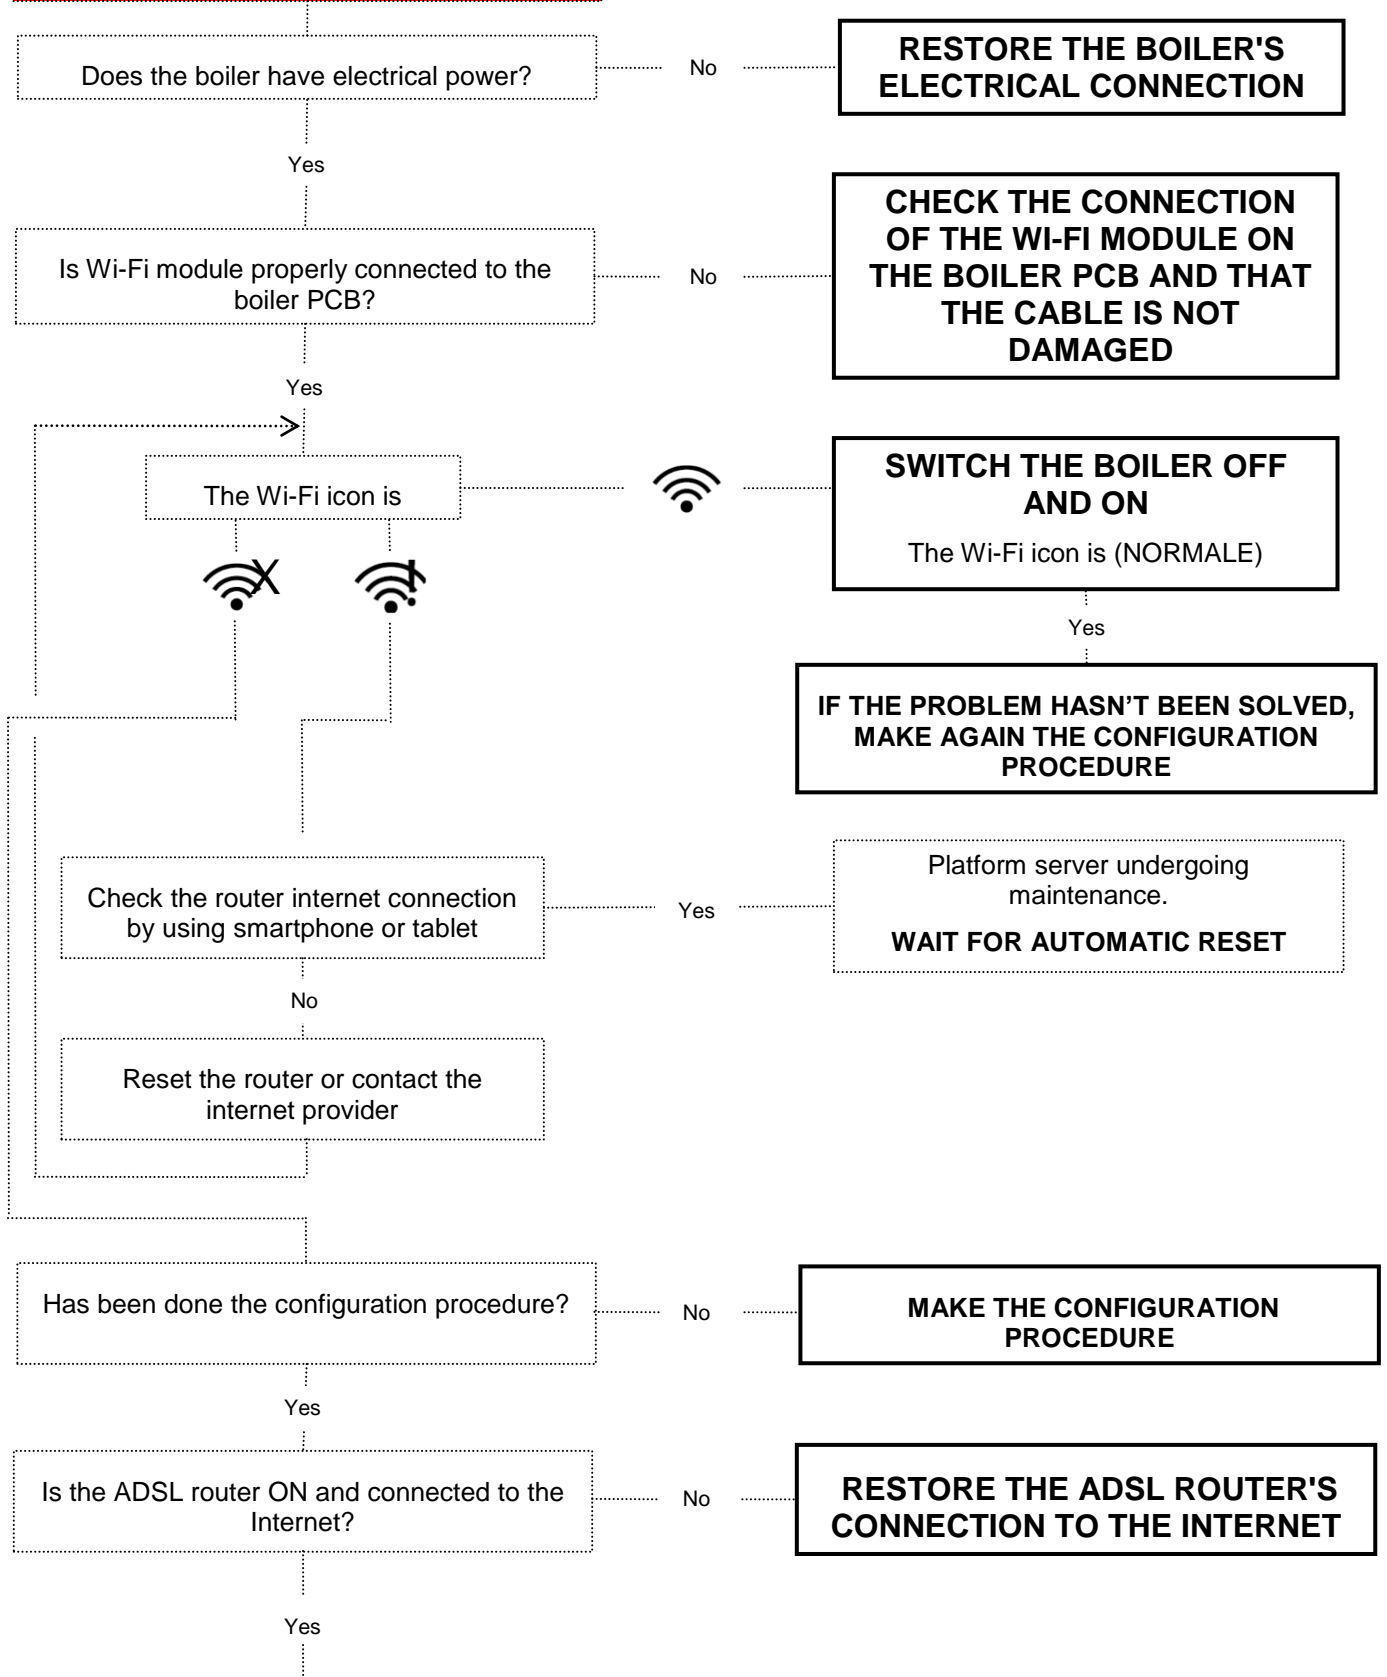 Does the boiler have electrical power?
No
RESTORE THE BOILER'S
ELECTRICAL CONNECTION
Yes
Is Wi-Fi module properly connected to the
boiler PCB?
No
CHECK THE CONNECTION
OF THE WI-FI MODULE ON
THE BOILER PCB AND THAT
THE CABLE IS NOT
DAMAGED
Yes
The Wi-Fi icon is
SWITCH THE BOILER OFF
AND ON
The Wi-Fi icon is (NORMALE)
X
!
Yes
IF THE PROBLEM HASN’T BEEN SOLVED,
MAKE AGAIN THE CONFIGURATION
PROCEDURE
Check the router internet connection
by using smartphone or tablet
Yes
Platform server undergoing
maintenance.
WAIT FOR AUTOMATIC RESET
No
Reset the router or contact the
internet provider
Has been done the configuration procedure?
No
MAKE THE CONFIGURATION
PROCEDURE
Yes
Is the ADSL router ON and connected to the
Internet?
No
RESTORE THE ADSL ROUTER'S
CONNECTION TO THE INTERNET
Yes